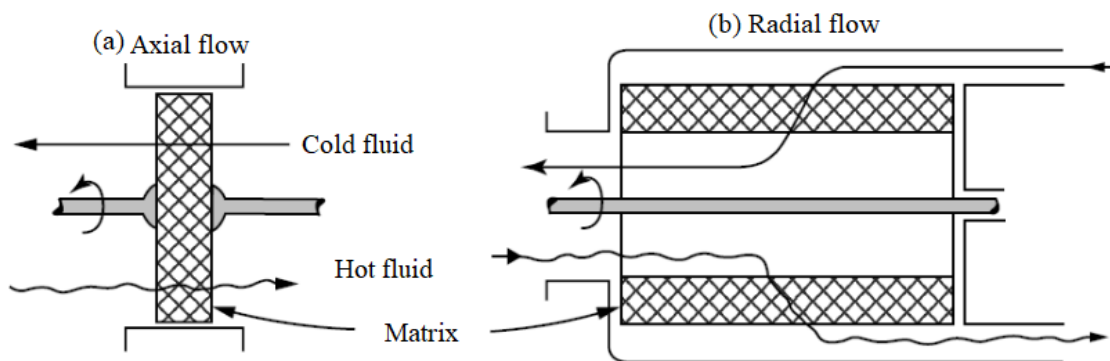 (a) Axial flow
(b) Radial flow
Cold fluid
Hot fluid
Matrix